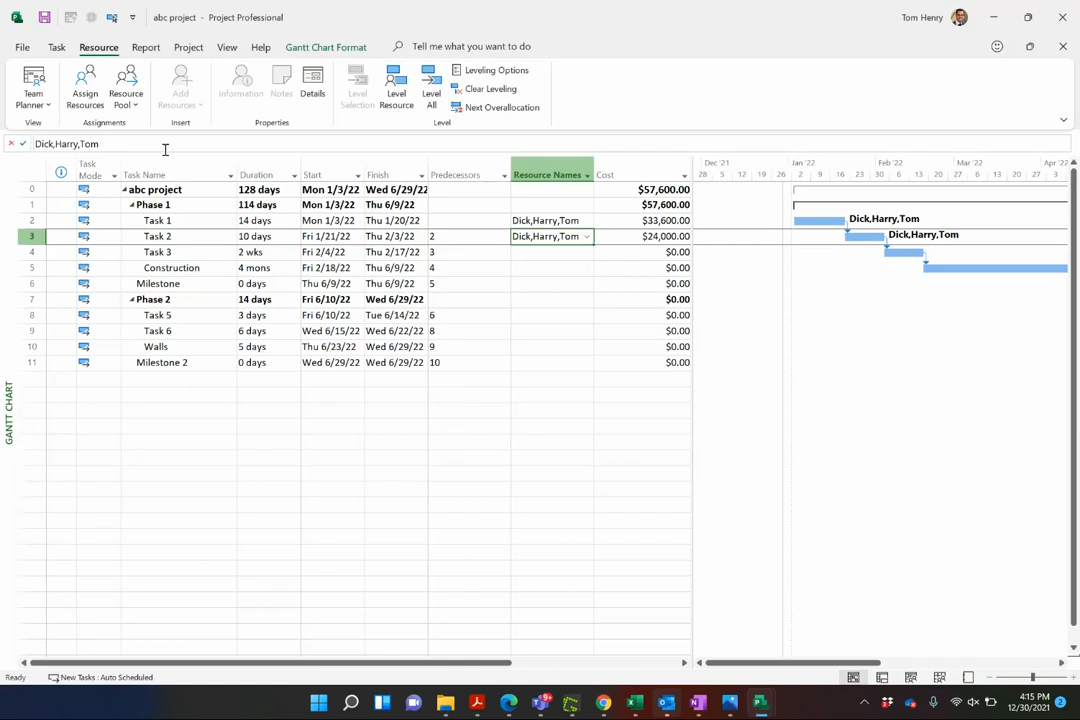 abc project - Project Professional
Tom Henry
File Task Resource Report Project View Help Gantt Chart Format Tell me what you want to do
Team Planner
Assign Resources
Resource Pool
Add Resources
Information
Notes
Details
Level Selection
Level Resource
Level All
Leveling Options
Clear Leveling
Next Overallocation
View Assignments Insert Properties Level
Dick,Harry,Tom
Task Mode Task Name Duration Start Finish Predecessors Resource Names Cost
Dec '21 Jan '22 Feb '22 Mar '22 Apr '22
28 5 12 19 26 2 9 16 23 30 6 13 20 27 6 13 20 27 3
0 abc project 128 days Mon 1/3/22 Wed 6/29/22 $57,600.00
1 Phase 1 114 days Mon 1/3/22 Thu 6/9/22 $57,600.00
2 Task 1 14 days Mon 1/3/22 Thu 1/20/22 Dick,Harry,Tom $33,600.00 Dick,Harry,Tom
3 Task 2 10 days Fri 1/21/22 Thu 2/3/22 2 Dick,Harry,Tom $24,000.00 Dick,Harry,Tom
4 Task 3 2 wks Fri 2/4/22 Thu 2/17/22 3 $0.00
5 Construction 4 mons Fri 2/18/22 Thu 6/9/22 4 $0.00
6 Milestone 0 days Thu 6/9/22 Thu 6/9/22 5 $0.00
7 Phase 2 14 days Fri 6/10/22 Wed 6/29/22 $0.00
8 Task 5 3 days Fri 6/10/22 Tue 6/14/22 6 $0.00
9 Task 6 6 days Wed 6/15/22 Wed 6/22/22 8 $0.00
10 Walls 5 days Thu 6/23/22 Wed 6/29/22 9 $0.00
11 Milestone 2 0 days Wed 6/29/22 Wed 6/29/22 10 $0.00
GANTT CHART
Ready New Tasks : Auto Scheduled
4:15 PM
12/30/2021